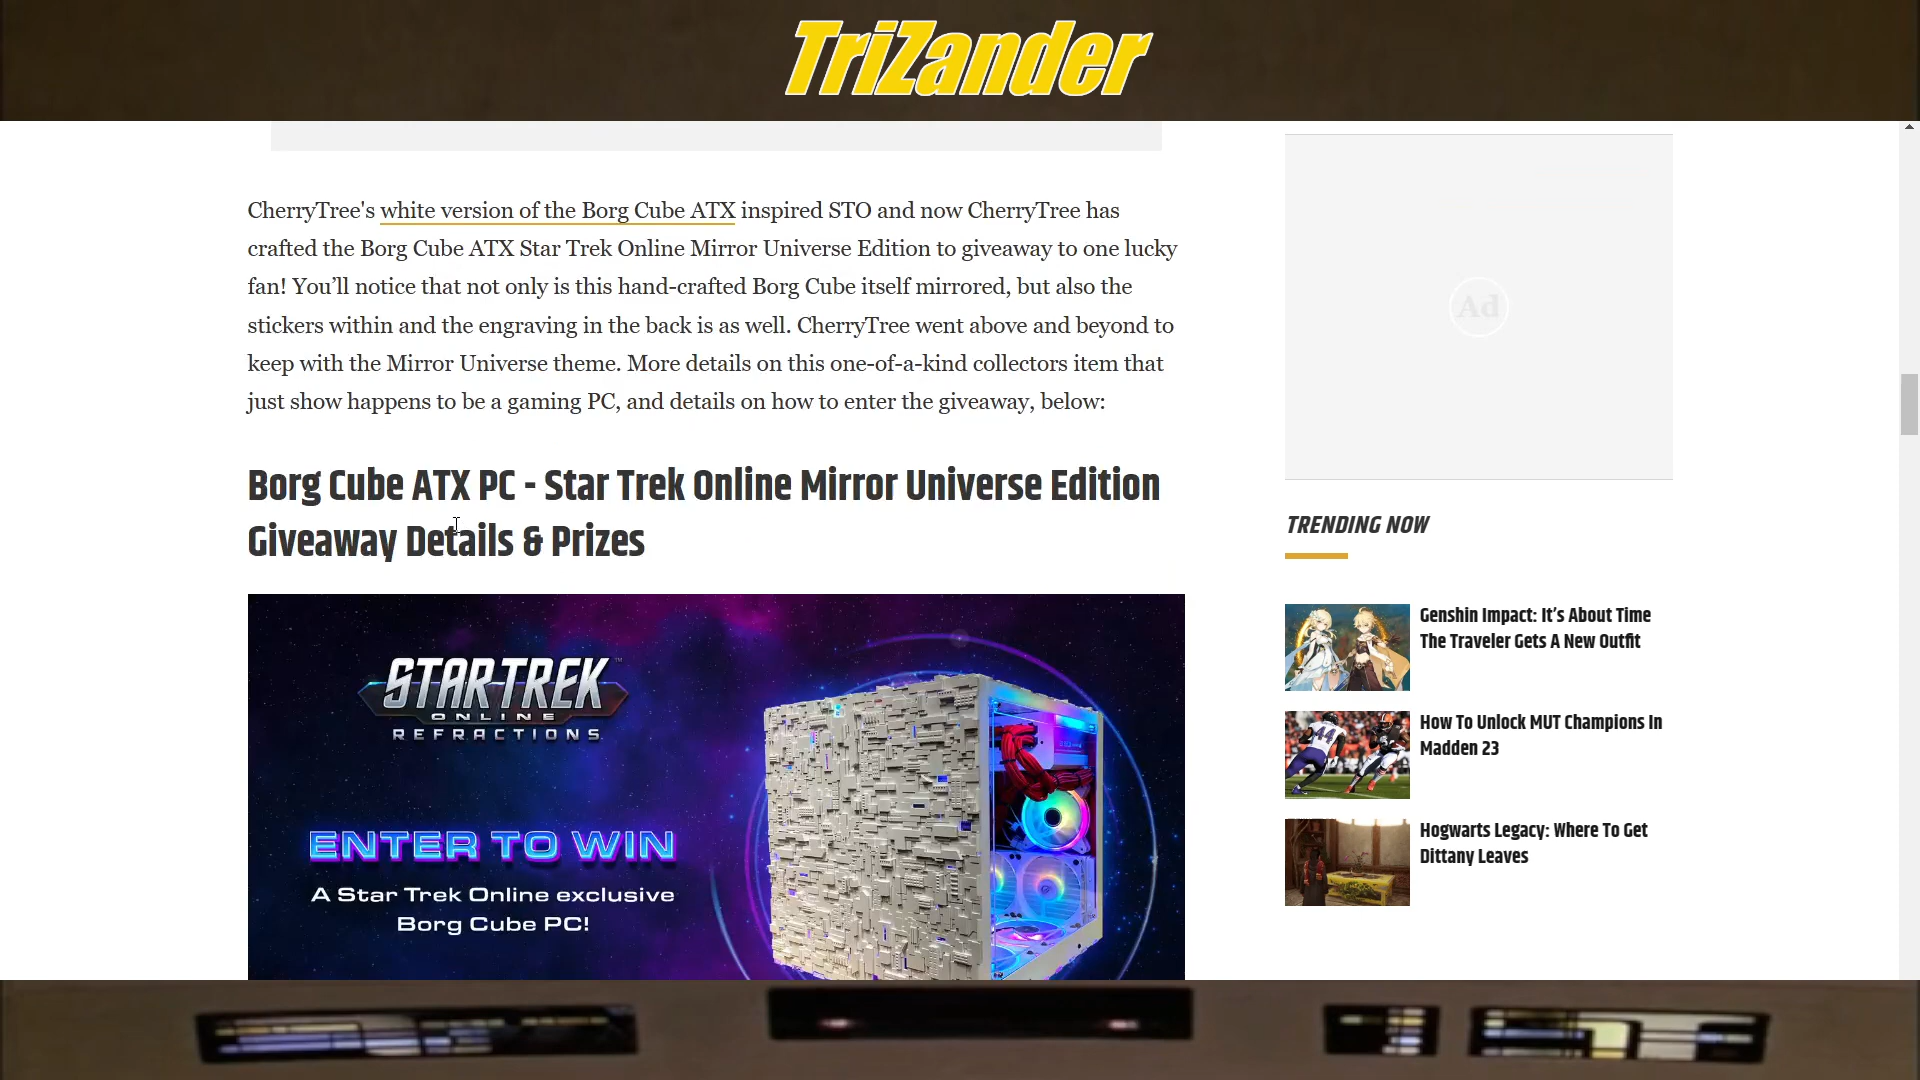 TriZander
CherryTree's white version of the Borg Cube ATX inspired STO and now CherryTree has
crafted the Borg Cube ATX Star Trek Online Mirror Universe Edition to giveaway to one lucky
fan! You’ll notice that not only is this hand-crafted Borg Cube itself mirrored, but also the
stickers within and the engraving in the back is as well. CherryTree went above and beyond to
keep with the Mirror Universe theme. More details on this one-of-a-kind collectors item that
just show happens to be a gaming PC, and details on how to enter the giveaway, below:
Borg Cube ATX PC - Star Trek Online Mirror Universe Edition
Giveaway Details & Prizes
STAR TREK™
ONLINE
REFRACTIONS
ENTER TO WIN
A Star Trek Online exclusive
Borg Cube PC!
Ad
TRENDING NOW
Genshin Impact: It’s About Time
The Traveler Gets A New Outfit
44
How To Unlock MUT Champions In
Madden 23
Hogwarts Legacy: Where To Get
Dittany Leaves